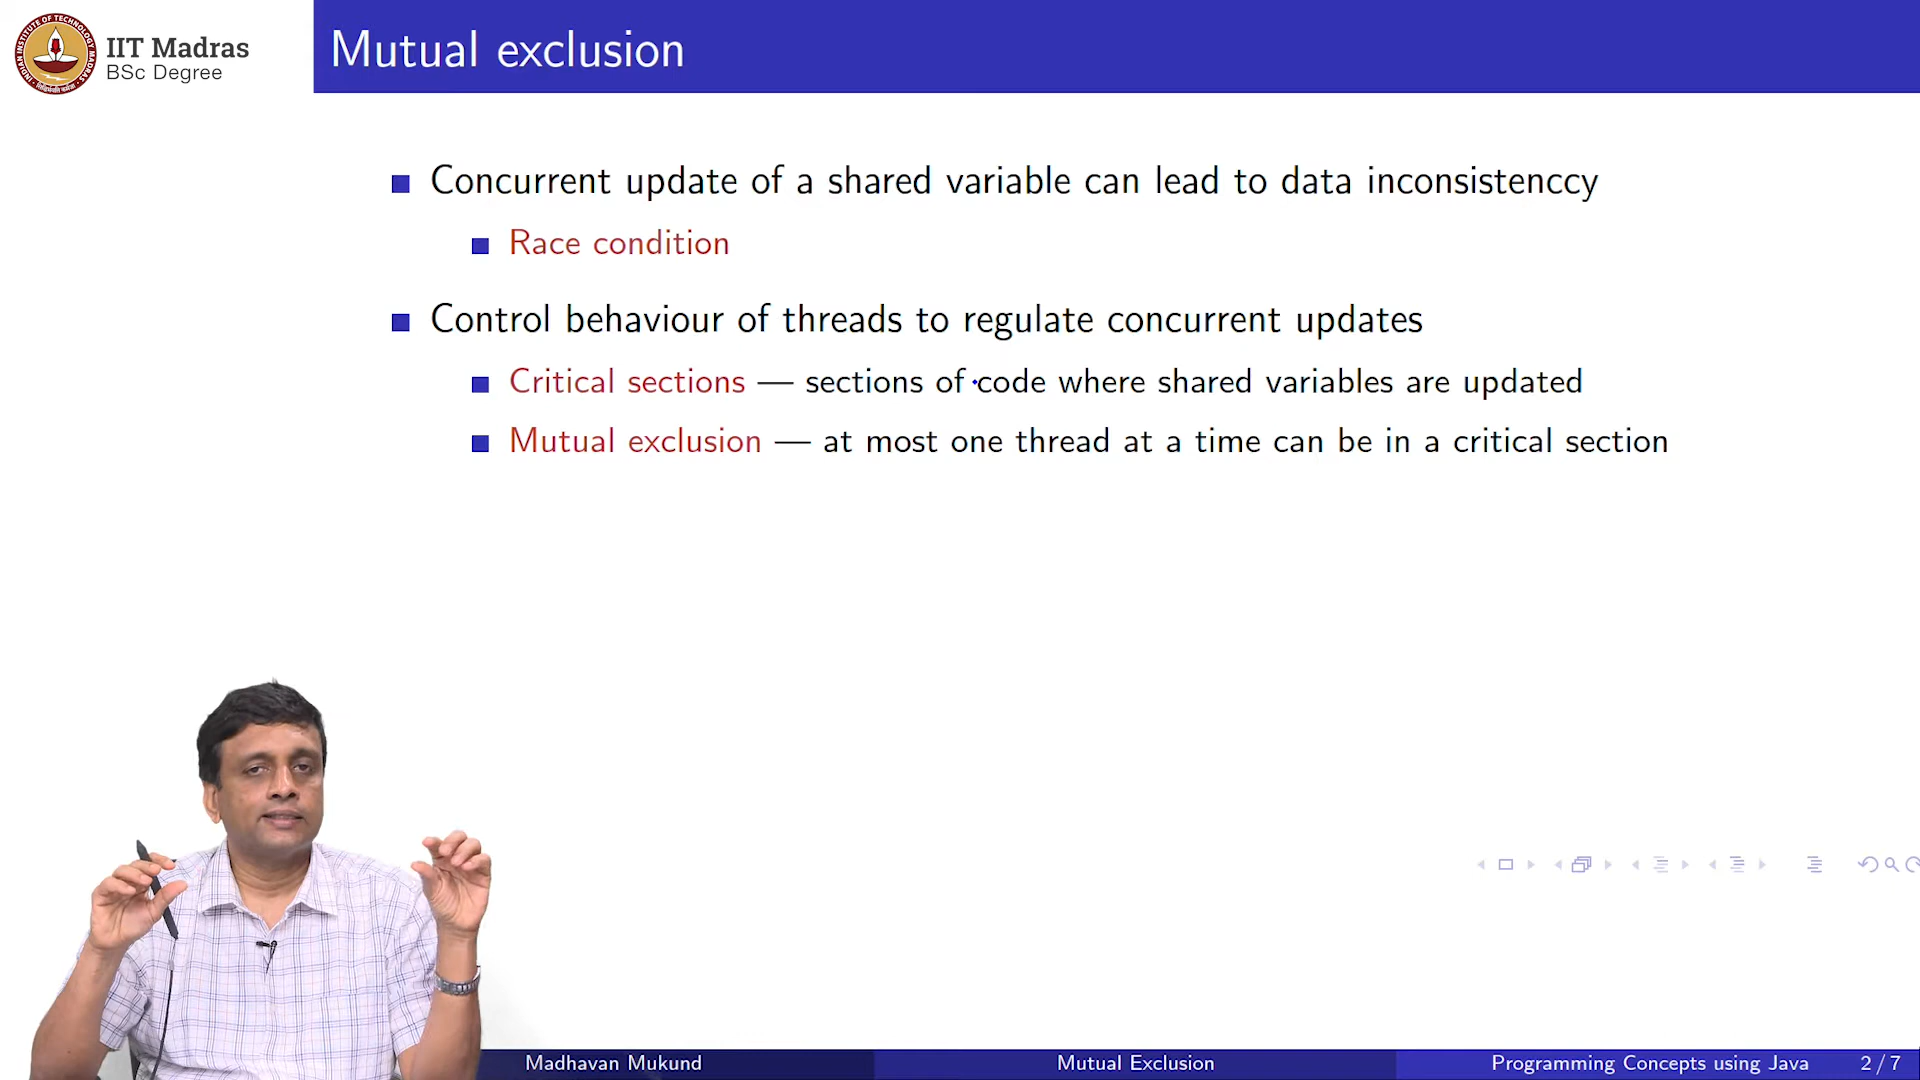 IIT Madras
BSc Degree
Mutual exclusion
Concurrent update of a shared variable can lead to data inconsistenccy
Race condition
Control behaviour of threads to regulate concurrent updates
Critical sections — sections of code where shared variables are updated
Mutual exclusion — at most one thread at a time can be in a critical section
Madhavan Mukund
Mutual Exclusion
Programming Concepts using Java
2 / 7